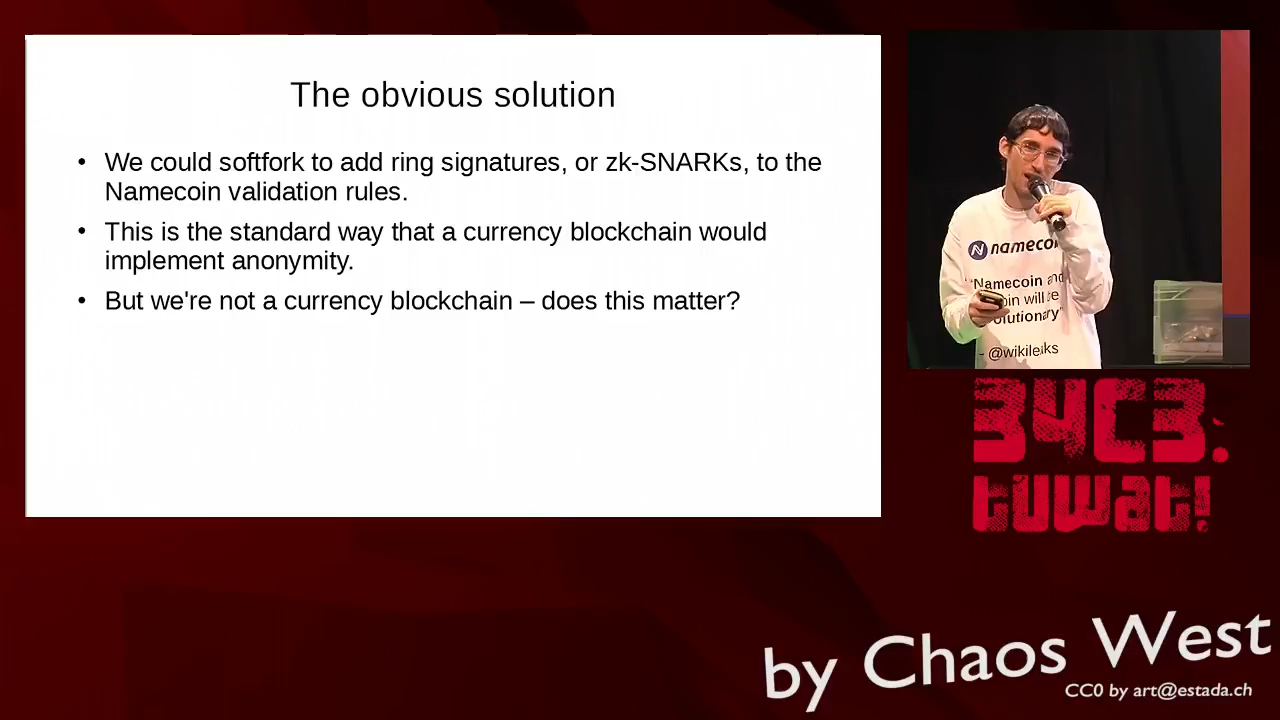 The obvious solution
• We could softfork to add ring signatures, or zk-SNARKs, to the
Namecoin validation rules.
• This is the standard way that a currency blockchain would
implement anonymity.
• But we're not a currency blockchain – does this matter?
"Namecoin and
will be
- @wikileaks
34C3:
tuwat!
by Chaos West
CC0 by art@estada.ch